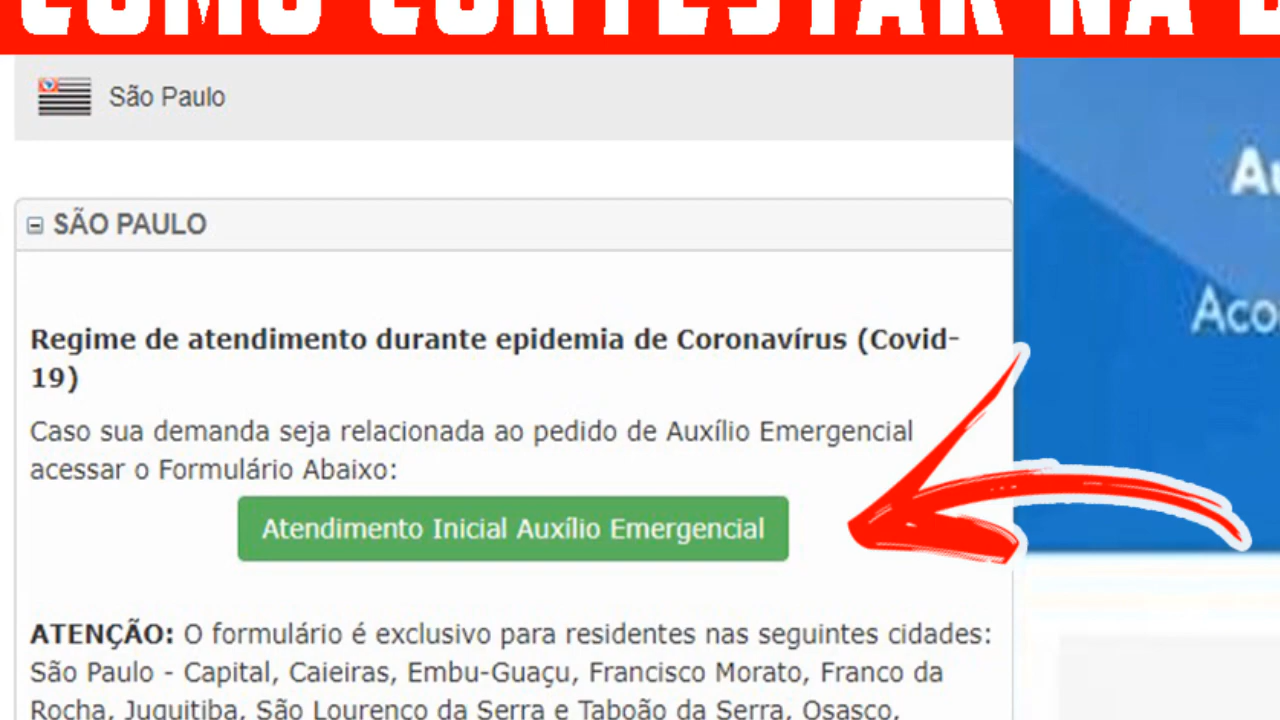 COMO CONTESTAR NA
São Paulo
SÃO PAULO
Regime de atendimento durante epidemia de Coronavírus (Covid-
19)
Caso sua demanda seja relacionada ao pedido de Auxílio Emergencial
acessar o Formulário Abaixo:
Atendimento Inicial Auxílio Emergencial
ATENÇÃO: O formulário é exclusivo para residentes nas seguintes cidades:
São Paulo - Capital, Caieiras, Embu-Guaçu, Francisco Morato, Franco da
Rocha, Juquitiba, São Lourenço da Serra e Taboão da Serra, Osasco,